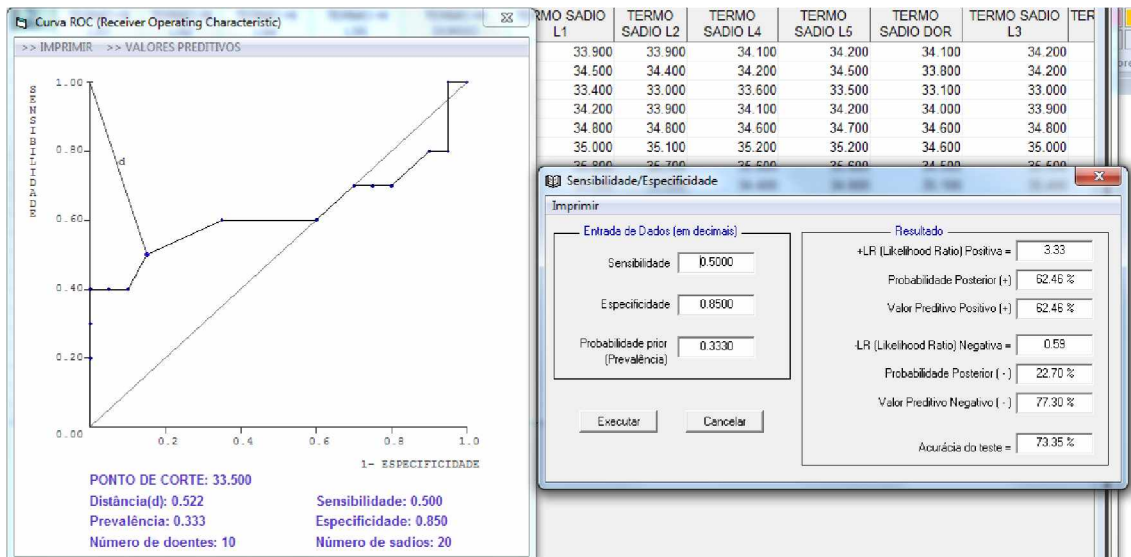 Curva ROC (Receiver Operating Characteristic)
>> IMPRIMIR >> VALORES PREDITIVOS
SENSIBILIDADE
1.00
0.80
0.60
0.40
0.20
0.00
d
0.2 0.4 0.6 0.8 1.0
1- ESPECIFICIDADE
PONTO DE CORTE: 33.500
Distância(d): 0.522 Sensibilidade: 0.500
Prevalência: 0.333 Especificidade: 0.850
Número de doentes: 10 Número de sadios: 20
RMO SADIO TERMO TERMO TERMO TERMO TERMO SADIO TER
L1 SADIO L2 SADIO L4 SADIO L5 SADIO DOR L3
33.900 33.900 34.100 34.200 34.100 34.200
34.500 34.400 34.200 34.500 33.800 34.200
33.400 33.000 33.600 33.500 33.100 33.000
34.200 33.900 34.100 34.200 34.000 33.900
34.800 34.800 34.600 34.700 34.600 34.800
35.000 35.100 35.200 35.200 34.600 35.000
Sensibilidade/Especificidade
Imprimir
Entrada de Dados (em decimais)
Sensibilidade 0.5000
Especificidade 0.8500
Probabilidade prior 0.3330
(Prevalência)
Executar Cancelar
Resultado
+LR (Likelihood Ratio) Positiva = 3.33
Probabilidade Posterior (+) 62.46 %
Valor Preditivo Positivo (+) 62.46 %
-LR (Likelihood Ratio) Negativa = 0.59
Probabilidade Posterior ( - ) 22.70 %
Valor Preditivo Negativo ( - ) 77.30 %
Acurácia do teste = 73.35 %